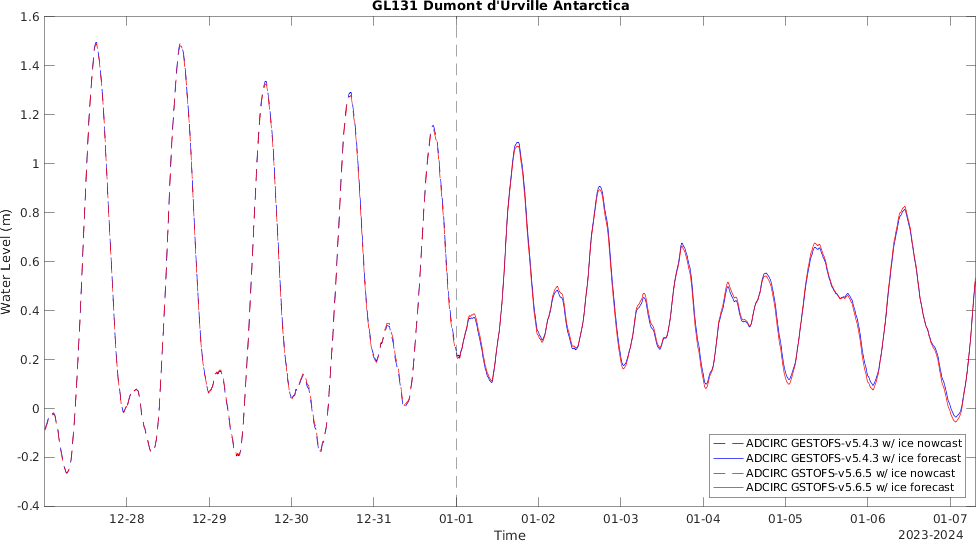 GL131 Dumont d'Urville Antarctica
1.6
1.4
1.2
1
0.8
0.6
0.4
0.2
0
-0.2
-0.4
Water Level (m)
ADCIRC GESTOFS-v5.4.3 w/ ice nowcast
ADCIRC GESTOFS-v5.4.3 w/ ice forecast
ADCIRC GSTOFS-v5.6.5 w/ ice nowcast
ADCIRC GSTOFS-v5.6.5 w/ ice forecast
12-28 12-29 12-30 12-31 01-01 01-02 01-03 01-04 01-05 01-06 01-07
Time
2023-2024